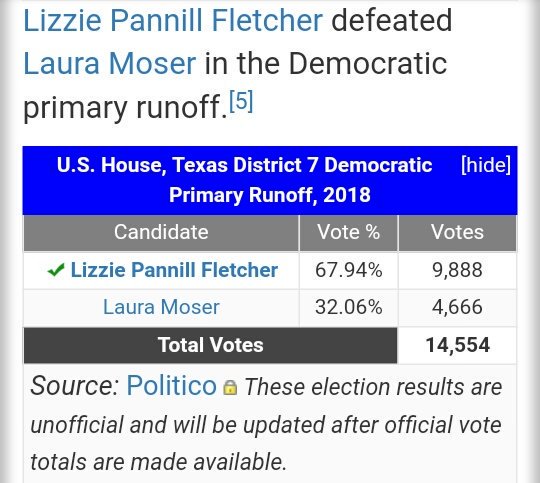 Lizzie Pannill Fletcher defeated
Laura Moser in the Democratic
primary runoff.[5]
U.S. House, Texas District 7 Democratic [hide]
Primary Runoff, 2018
Candidate Vote % Votes
Lizzie Pannill Fletcher 67.94% 9,888
Laura Moser 32.06% 4,666
Total Votes 14,554
Source: Politico These election results are
unofficial and will be updated after official vote
totals are made available.